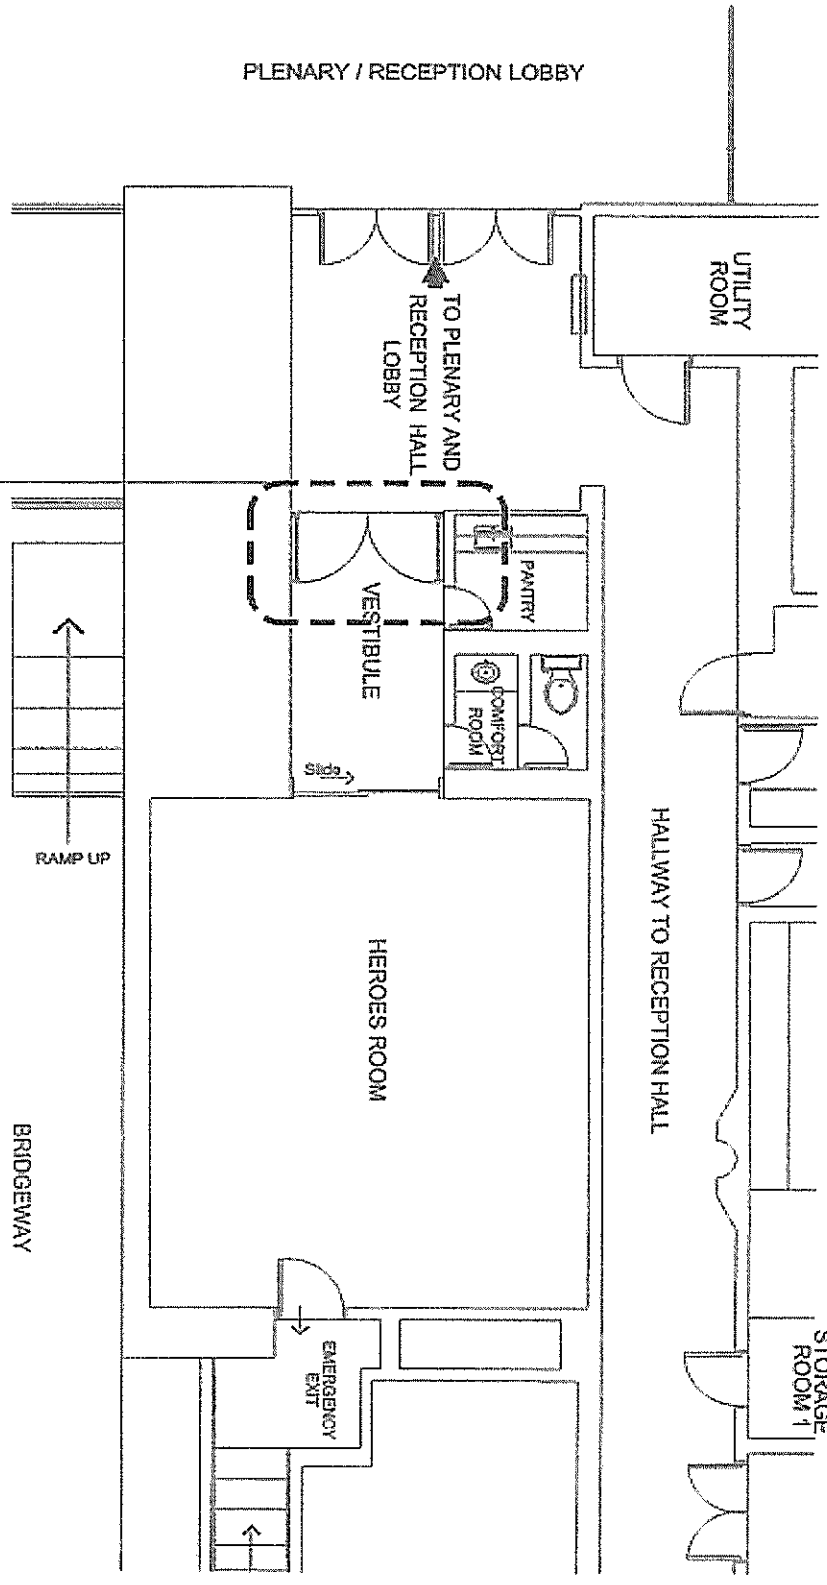 PLENARY / RECEPTION LOBBY
UTILITY
ROOM
TO PLENARY AND
RECEPTION HALL
LOBBY
PANTRY
VESTIBULE
COMFORT
ROOM
Slide
RAMP UP
HALLWAY TO RECEPTION HALL
HEROES ROOM
BRIDGEWAY
EMERGENCY
EXIT
STORAGE
ROOM 1